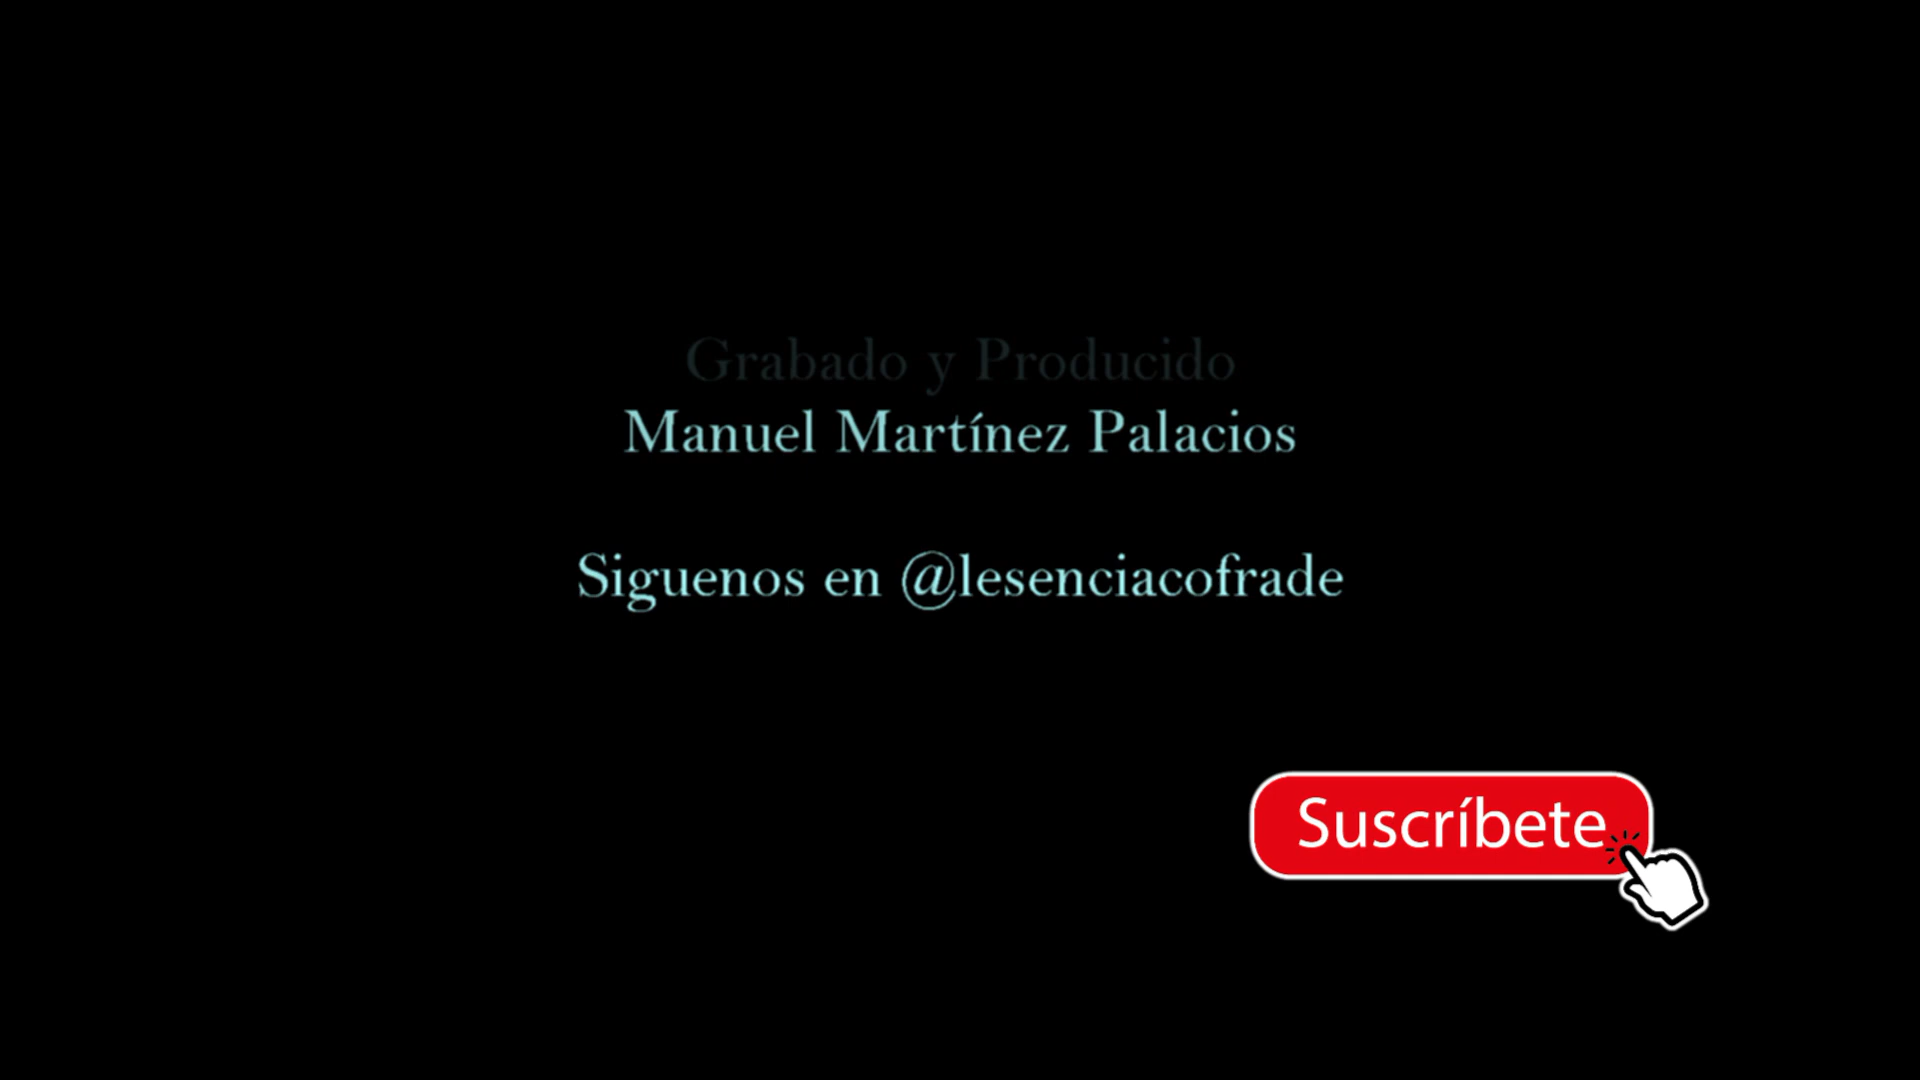 Grabado y Producido
Manuel Martínez Palacios
Siguenos en @lesenciacofrade
Suscríbete